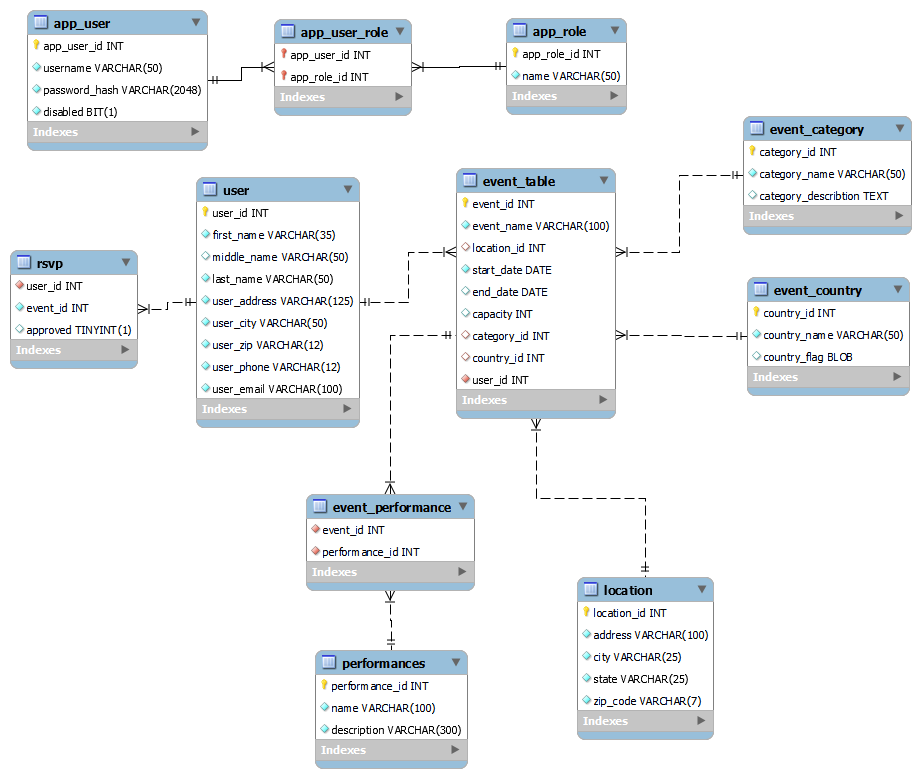 app_user
app_user_id INT
username VARCHAR(50)
password_hash VARCHAR(2048)
disabled BIT(1)
Indexes
app_user_role
app_user_id INT
app_role_id INT
Indexes
app_role
app_role_id INT
name VARCHAR(50)
Indexes
event_category
category_id INT
category_name VARCHAR(50)
category_describtion TEXT
Indexes
user
user_id INT
first_name VARCHAR(35)
middle_name VARCHAR(50)
last_name VARCHAR(50)
user_address VARCHAR(125)
user_city VARCHAR(50)
user_zip VARCHAR(12)
user_phone VARCHAR(12)
user_email VARCHAR(100)
Indexes
event_table
event_id INT
event_name VARCHAR(100)
location_id INT
start_date DATE
end_date DATE
capacity INT
category_id INT
country_id INT
user_id INT
Indexes
rsvp
user_id INT
event_id INT
approved TINYINT(1)
Indexes
event_country
country_id INT
country_name VARCHAR(50)
country_flag BLOB
Indexes
event_performance
event_id INT
performance_id INT
Indexes
location
location_id INT
address VARCHAR(100)
city VARCHAR(25)
state VARCHAR(25)
zip_code VARCHAR(7)
Indexes
performances
performance_id INT
name VARCHAR(100)
description VARCHAR(300)
Indexes